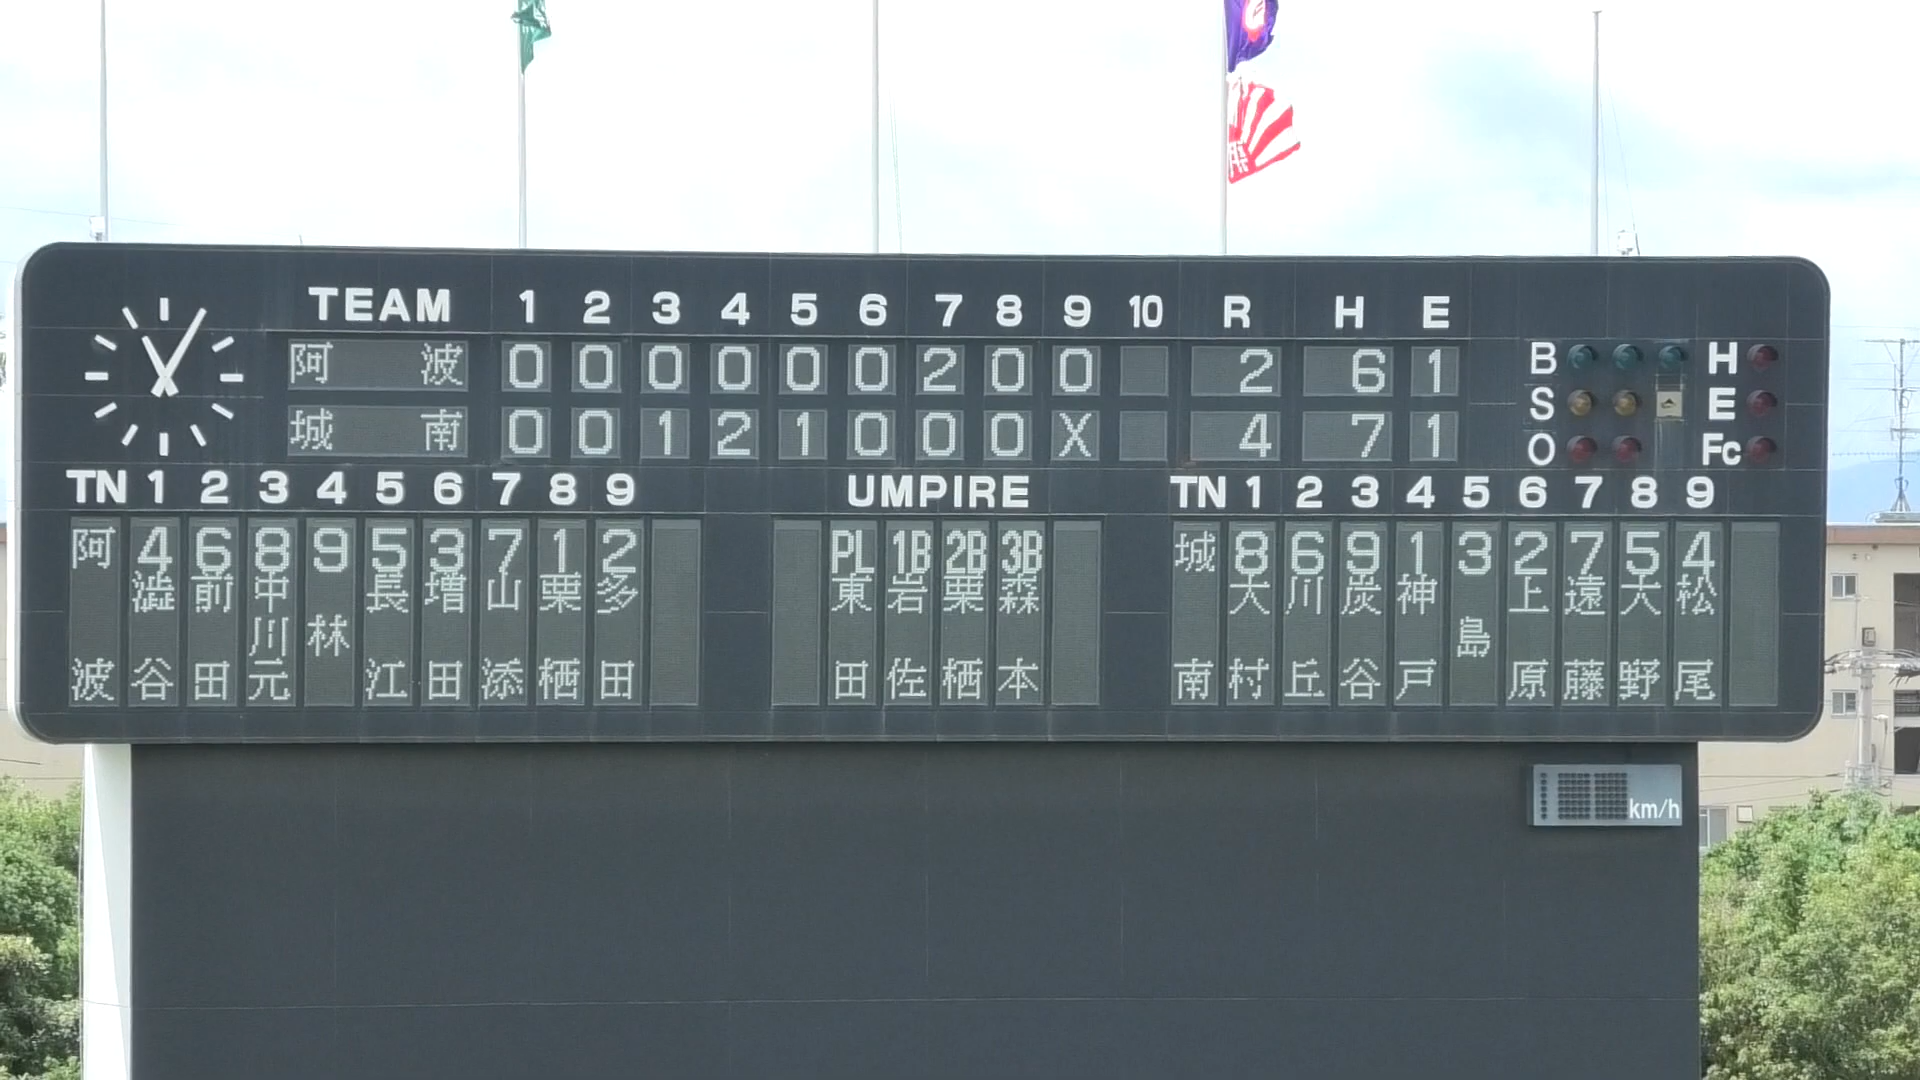 TEAM 1 2 3 4 5 6 7 8 9 10 R H E
阿波 0 0 0 0 0 0 2 0 0 2 6 1
城南 0 0 1 2 1 0 0 0 X 4 7 1
B H
S E
O Fc
TN 1 2 3 4 5 6 7 8 9
阿波
4 澁谷
6 前田
8 中川元
9 林
5 長江
3 増田
7 山添
1 栗栖
2 多田
UMPIRE
PL 東田
1B 岩佐
2B 栗栖
3B 森本
TN 1 2 3 4 5 6 7 8 9
城南
8 大村
6 川丘
9 炭谷
1 神戸
3 島
2 上原
7 遠藤
5 大野
4 松尾
km/h